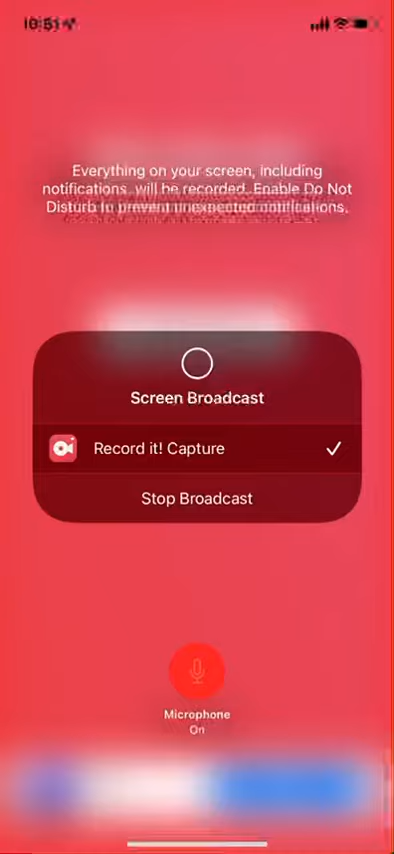 10:51
Everything on your screen, including
notifications, will be recorded. Enable Do Not
Disturb to prevent unexpected notifications.
Screen Broadcast
Record it! Capture
Stop Broadcast
Microphone
On